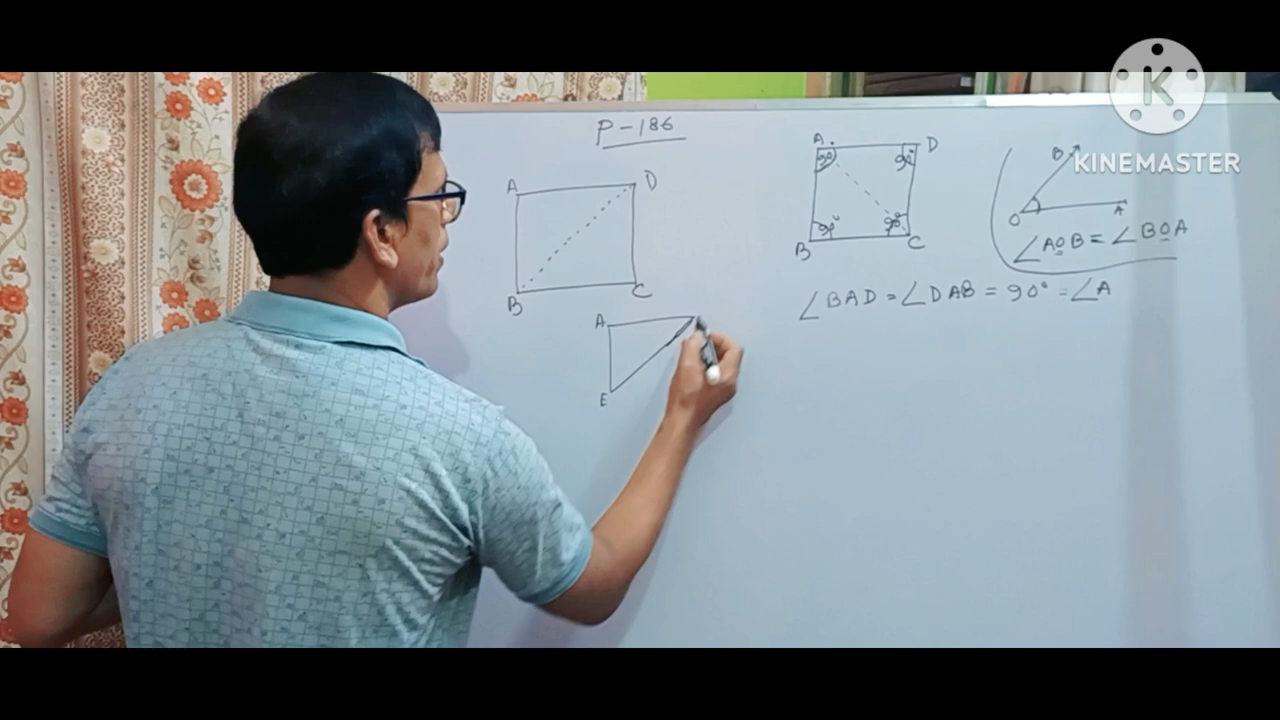 P-186
A D
B C
A
E
A D
90° 90°
90° 90°
B C
B
O A
∠AOB = ∠BOA
∠BAD = ∠DAB = 90° = ∠A
K
KINEMASTER